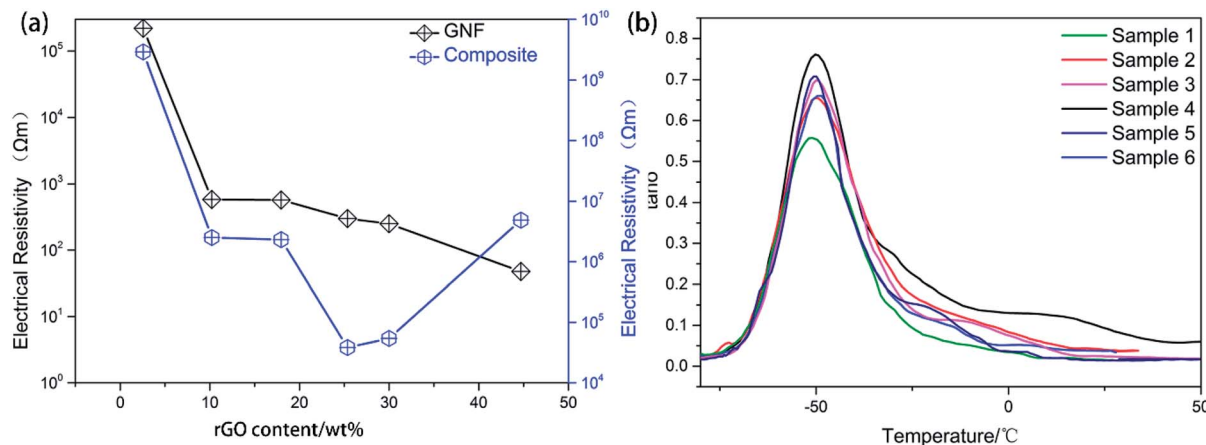 (a)
GNF
Composite
Electrical Resistivity （Ωm）
10^5
10^4
10^3
10^2
10^1
10^0
0 10 20 30 40 50
rGO content/wt%
10^10
10^9
10^8
10^7
10^6
10^5
10^4
Electrical Resistivity （Ωm）
(b)
Sample 1
Sample 2
Sample 3
Sample 4
Sample 5
Sample 6
0.8
0.7
0.6
0.5
0.4
0.3
0.2
0.1
0.0
-50 -25 0 50
Temperature/℃